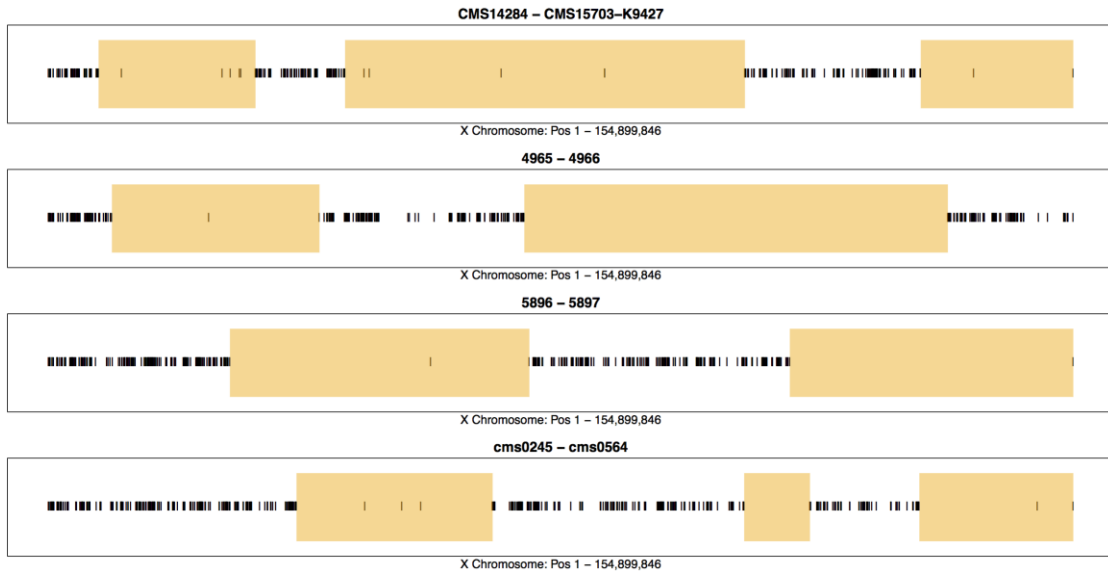 CMS14284 – CMS15703–K9427
X Chromosome: Pos 1 – 154,899,846
4965 – 4966
X Chromosome: Pos 1 – 154,899,846
5896 – 5897
X Chromosome: Pos 1 – 154,899,846
cms0245 – cms0564
X Chromosome: Pos 1 – 154,899,846